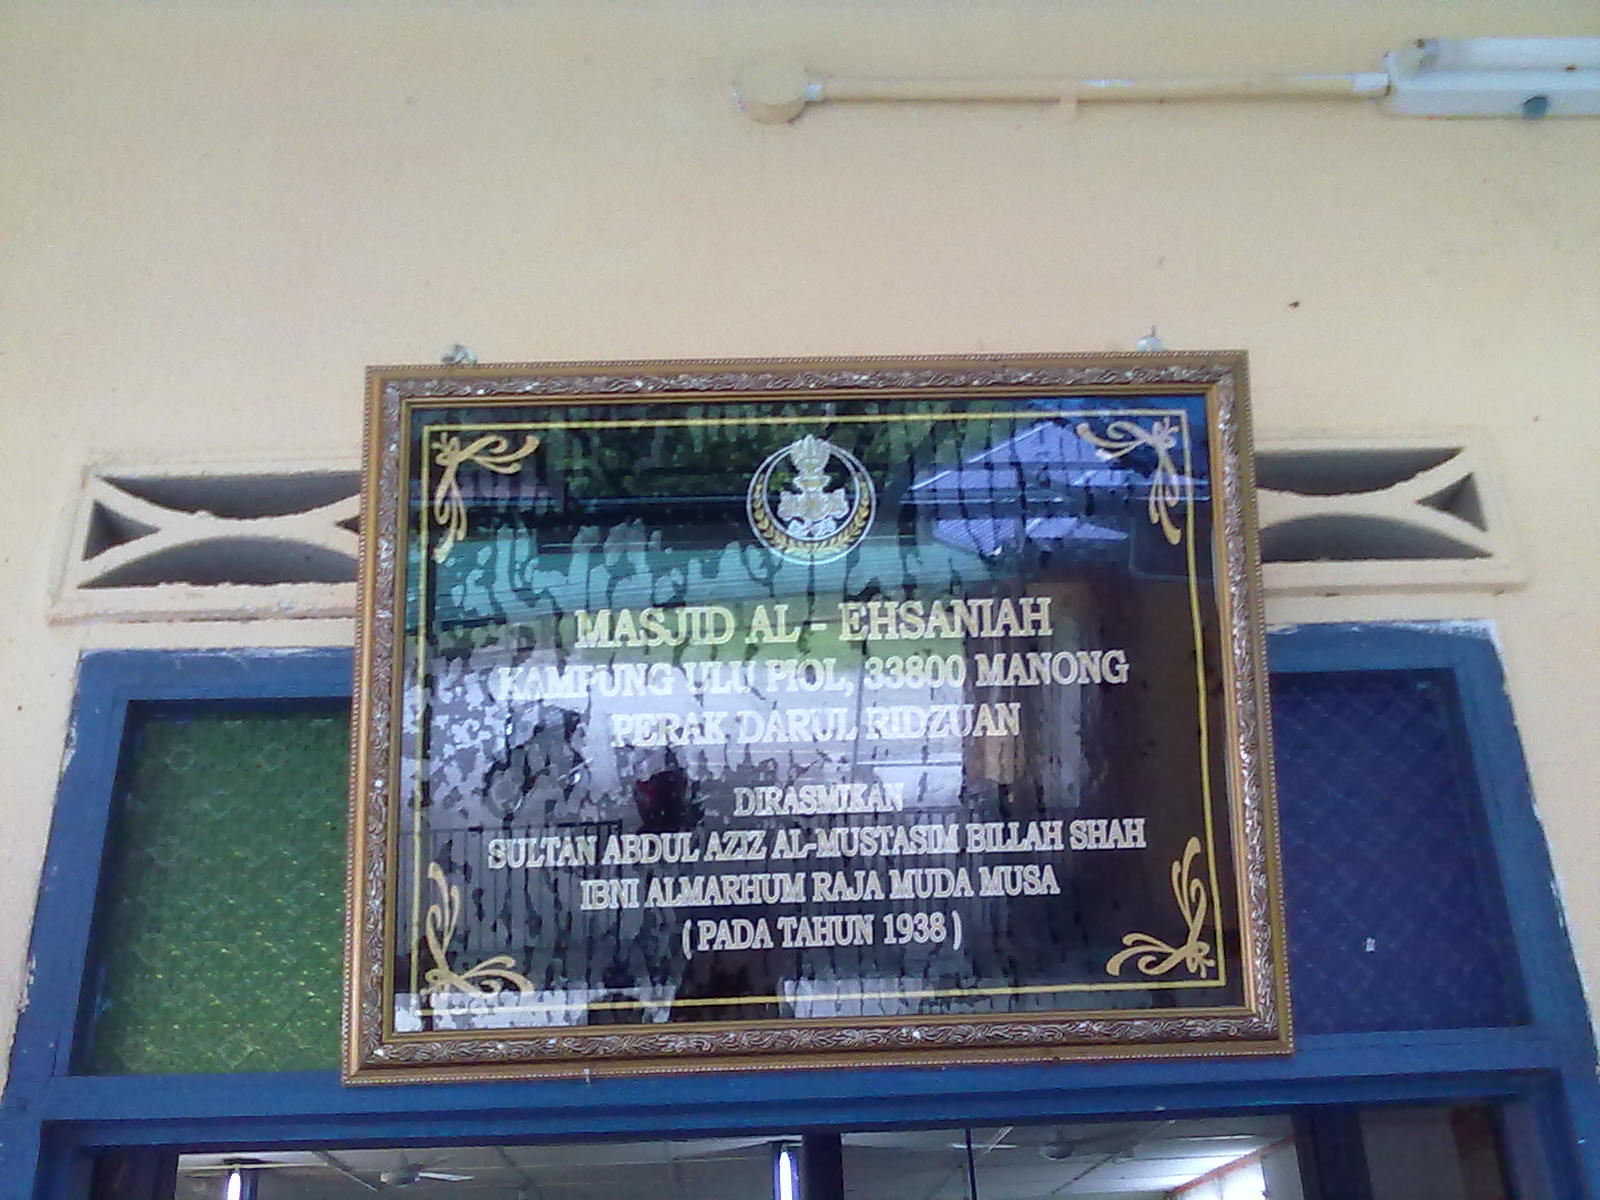 MASJID AL - EHSANIAH
KAMPUNG ULU PIOL, 33800 MANONG
PERAK DARUL RIDZUAN
DIRASMIKAN
SULTAN ABDUL AZIZ AL-MUSTASIM BILLAH SHAH
IBNI ALMARHUM RAJA MUDA MUSA
( PADA TAHUN 1938 )